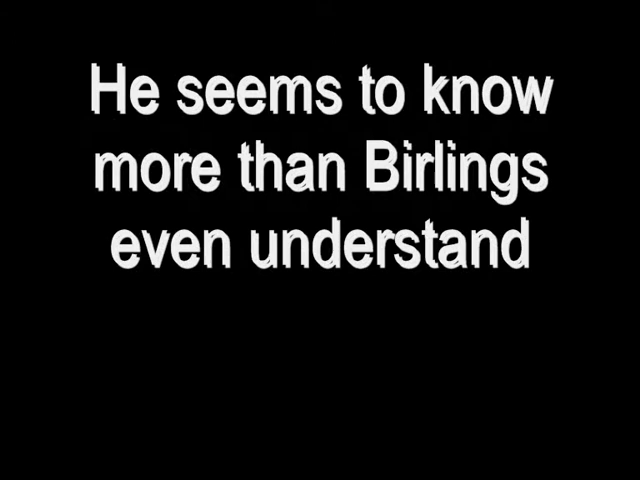 He seems to know
more than Birlings
even understand